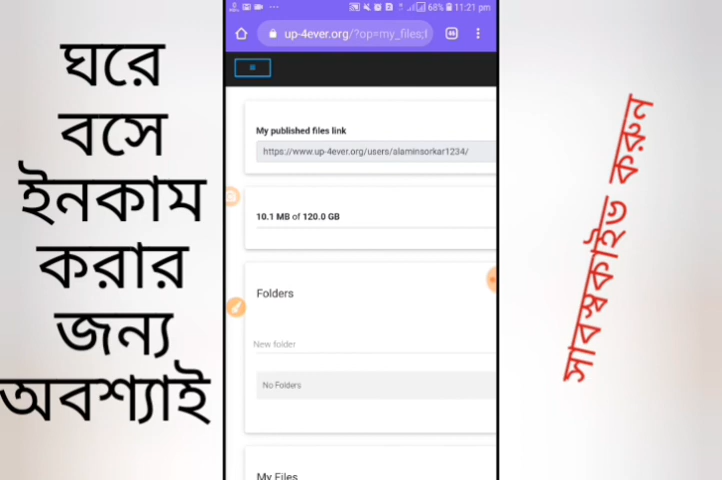 ঘরে
বসে
ইনকাম
করার
জন্য
অবশ্যই
68% 11:21 pm
up-4ever.org/?op=my_files;f
My published files link
https://www.up-4ever.org/users/alaminsorkar1234/
10.1 MB of 120.0 GB
Folders
New folder
No Folders
My Files
সাবস্ক্রাইভ করুন